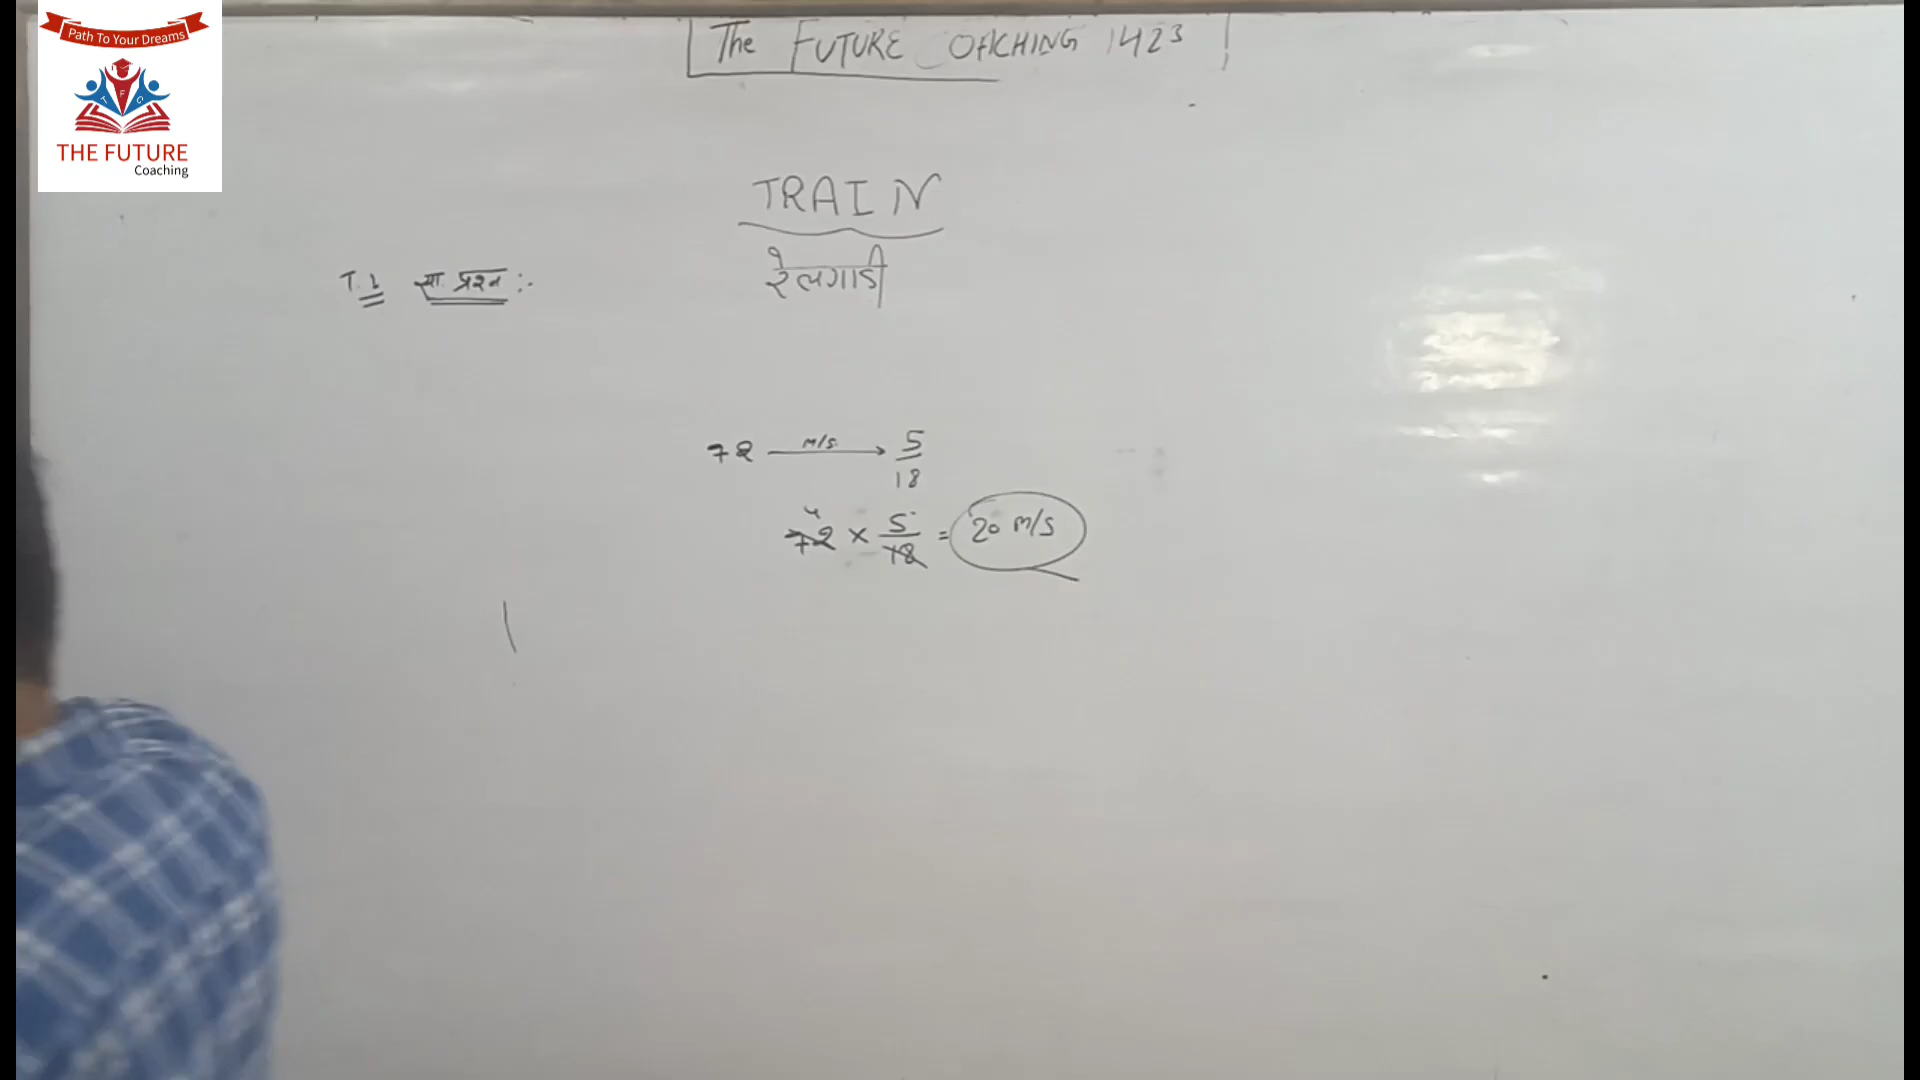 Path To Your Dreams
T F C
THE FUTURE
Coaching
The FUTURE COACHING 1423
TRAIN
रेलगाडी
T.1 सा. प्रश्न :-
72 m/s → 5/18
4
72 × 5/18 = 20 m/s